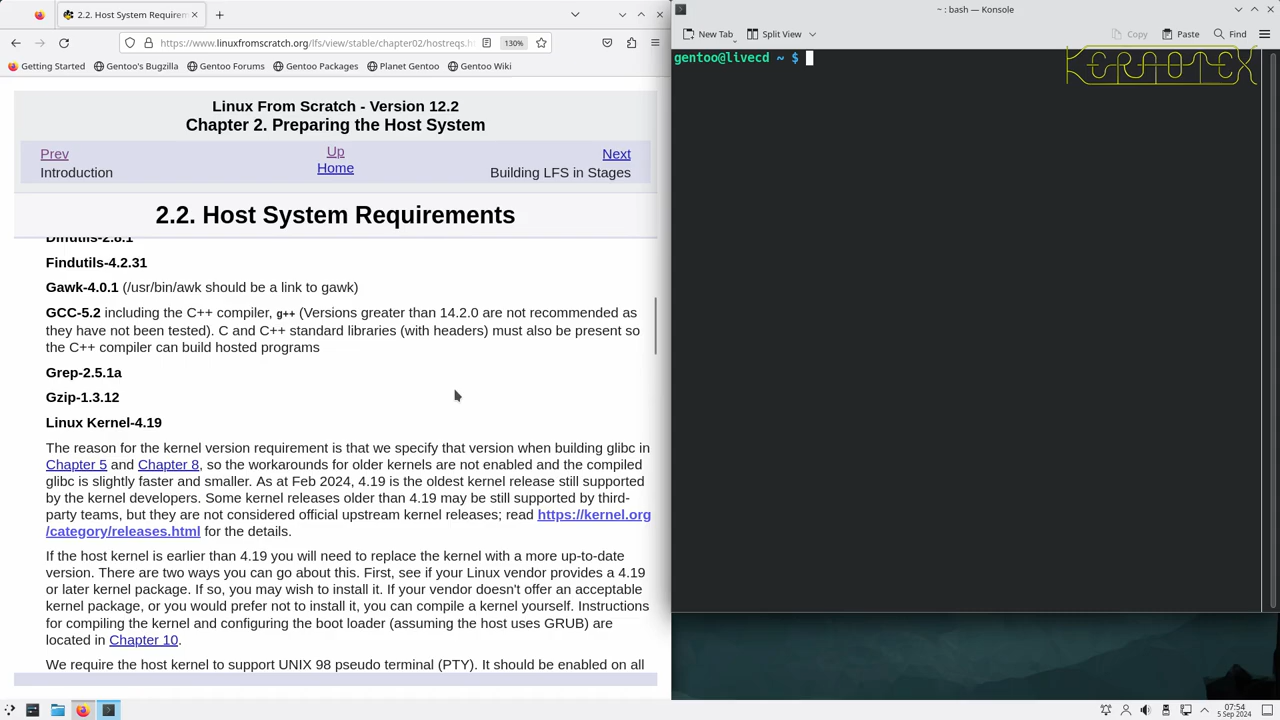 2.2. Host System Requirem
~ : bash — Konsole
https://www.linuxfromscratch.org/lfs/view/stable/chapter02/hostreqs.h
130%
New Tab
Split View
Copy
Paste
Find
Getting Started
Gentoo's Bugzilla
Gentoo Forums
Gentoo Packages
Planet Gentoo
Gentoo Wiki
gentoo@livecd ~ $
KERNOTEX
Linux From Scratch - Version 12.2
Chapter 2. Preparing the Host System
Prev
Up
Next
Introduction
Home
Building LFS in Stages
2.2. Host System Requirements
Diffutils-2.8.1
Findutils-4.2.31
Gawk-4.0.1 (/usr/bin/awk should be a link to gawk)
GCC-5.2 including the C++ compiler, g++ (Versions greater than 14.2.0 are not recommended as
they have not been tested). C and C++ standard libraries (with headers) must also be present so
the C++ compiler can build hosted programs
Grep-2.5.1a
Gzip-1.3.12
Linux Kernel-4.19
The reason for the kernel version requirement is that we specify that version when building glibc in
Chapter 5 and Chapter 8, so the workarounds for older kernels are not enabled and the compiled
glibc is slightly faster and smaller. As at Feb 2024, 4.19 is the oldest kernel release still supported
by the kernel developers. Some kernel releases older than 4.19 may be still supported by third-
party teams, but they are not considered official upstream kernel releases; read https://kernel.org
/category/releases.html for the details.
If the host kernel is earlier than 4.19 you will need to replace the kernel with a more up-to-date
version. There are two ways you can go about this. First, see if your Linux vendor provides a 4.19
or later kernel package. If so, you may wish to install it. If your vendor doesn't offer an acceptable
kernel package, or you would prefer not to install it, you can compile a kernel yourself. Instructions
for compiling the kernel and configuring the boot loader (assuming the host uses GRUB) are
located in Chapter 10.
We require the host kernel to support UNIX 98 pseudo terminal (PTY). It should be enabled on all
07:54
5 Sep 2024